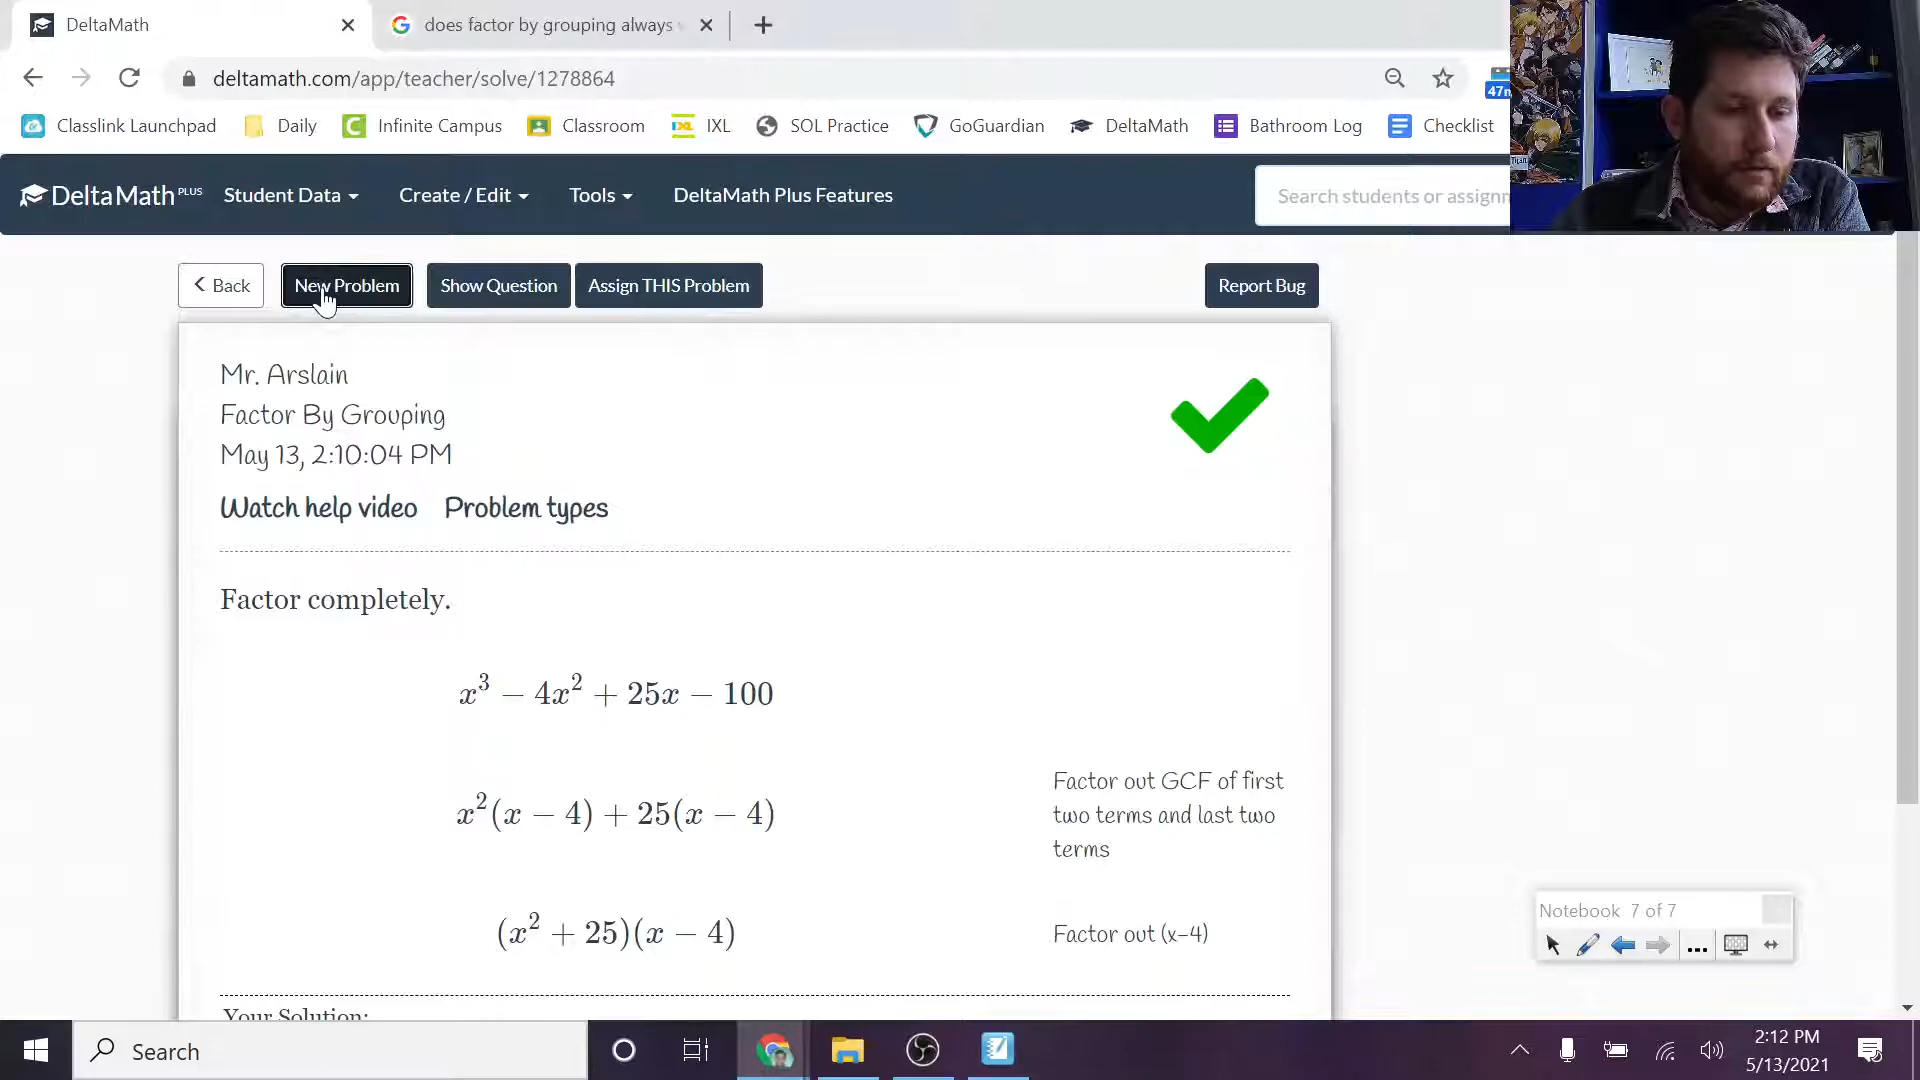 DeltaMath
does factor by grouping always
deltamath.com/app/teacher/solve/1278864
47m
Classlink Launchpad
Daily
Infinite Campus
Classroom
IXL
SOL Practice
GoGuardian
DeltaMath
Bathroom Log
Checklist
DeltaMath PLUS
Student Data
Create / Edit
Tools
DeltaMath Plus Features
Search students or assignm
Back
New Problem
Show Question
Assign THIS Problem
Report Bug
Mr. Arslain
Factor By Grouping
May 13, 2:10:04 PM
Watch help video Problem types
Factor completely.
x³ − 4x² + 25x − 100
x²(x − 4) + 25(x − 4)
Factor out GCF of first
two terms and last two
terms
(x² + 25)(x − 4)
Factor out (x-4)
Your Solution:
Notebook 7 of 7
Search
2:12 PM
5/13/2021